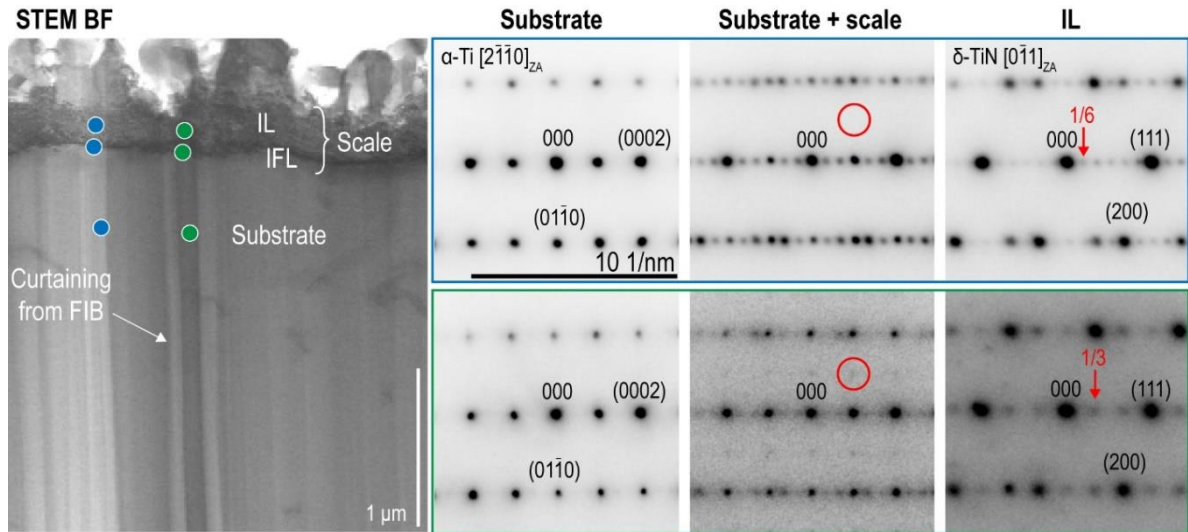 STEM BF
Substrate
Substrate + scale
IL
IL
IFL
Scale
Substrate
Curtaining
from FIB
1 µm
α-Ti [2̄1̄10]ZA
000
(0002)
(011̄0)
10 1/nm
000
δ-TiN [01̄1]ZA
1/6
000
(111)
(200)
000
(0002)
(011̄0)
000
1/3
000
(111)
(200)